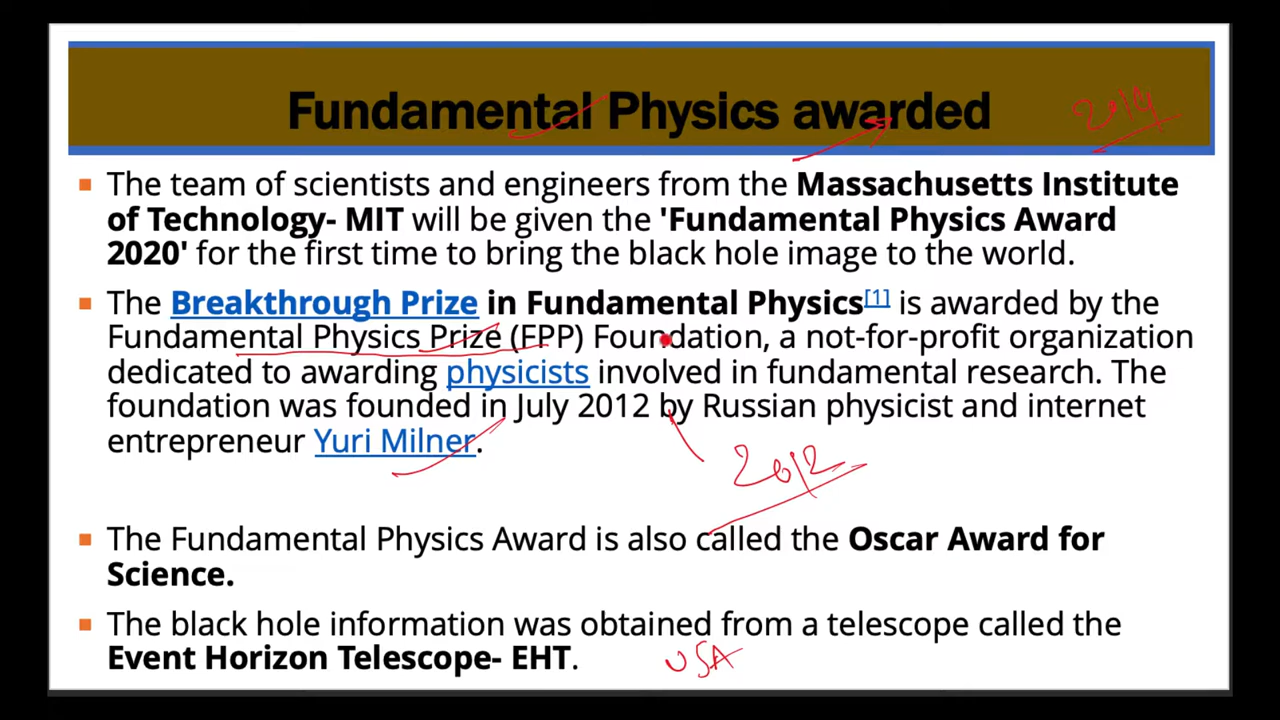 Fundamental Physics awarded
2019
The team of scientists and engineers from the Massachusetts Institute
of Technology- MIT will be given the 'Fundamental Physics Award
2020' for the first time to bring the black hole image to the world.
The Breakthrough Prize in Fundamental Physics[1] is awarded by the
Fundamental Physics Prize (FPP) Foundation, a not-for-profit organization
dedicated to awarding physicists involved in fundamental research. The
foundation was founded in July 2012 by Russian physicist and internet
entrepreneur Yuri Milner.
2012
The Fundamental Physics Award is also called the Oscar Award for
Science.
The black hole information was obtained from a telescope called the
Event Horizon Telescope- EHT.
USA